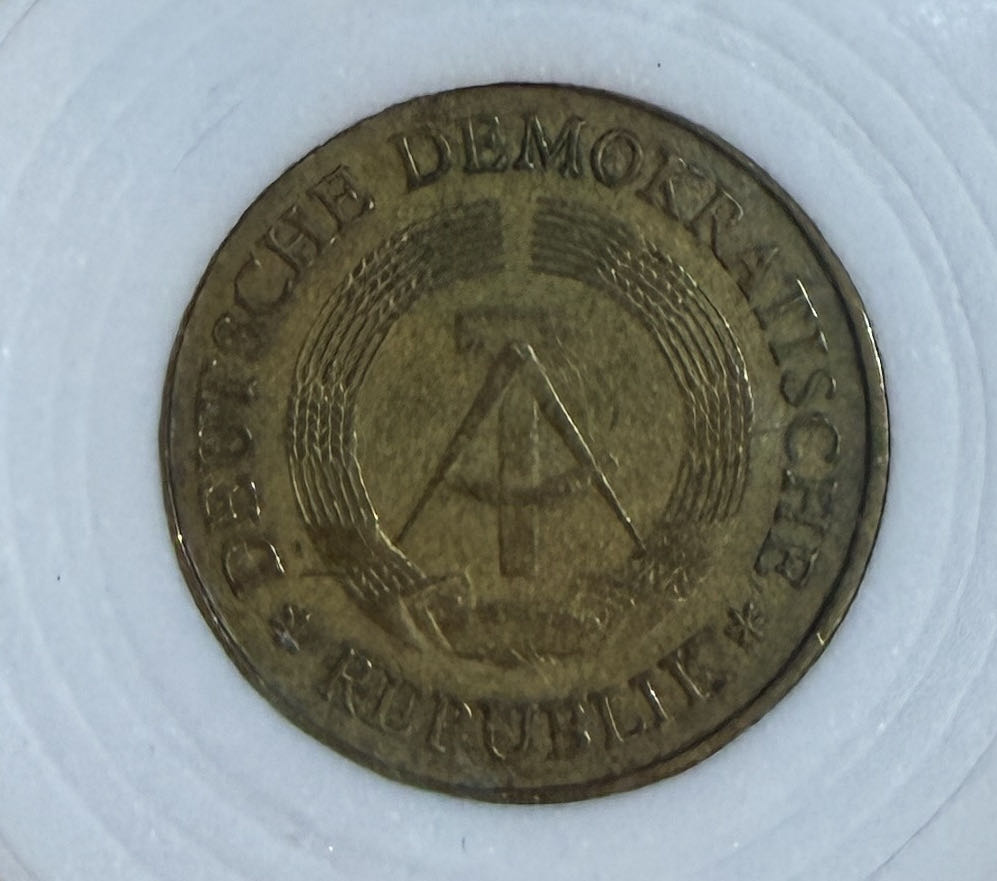 DEUTSCHE DEMOKRATISCHE
* REPUBLIK *